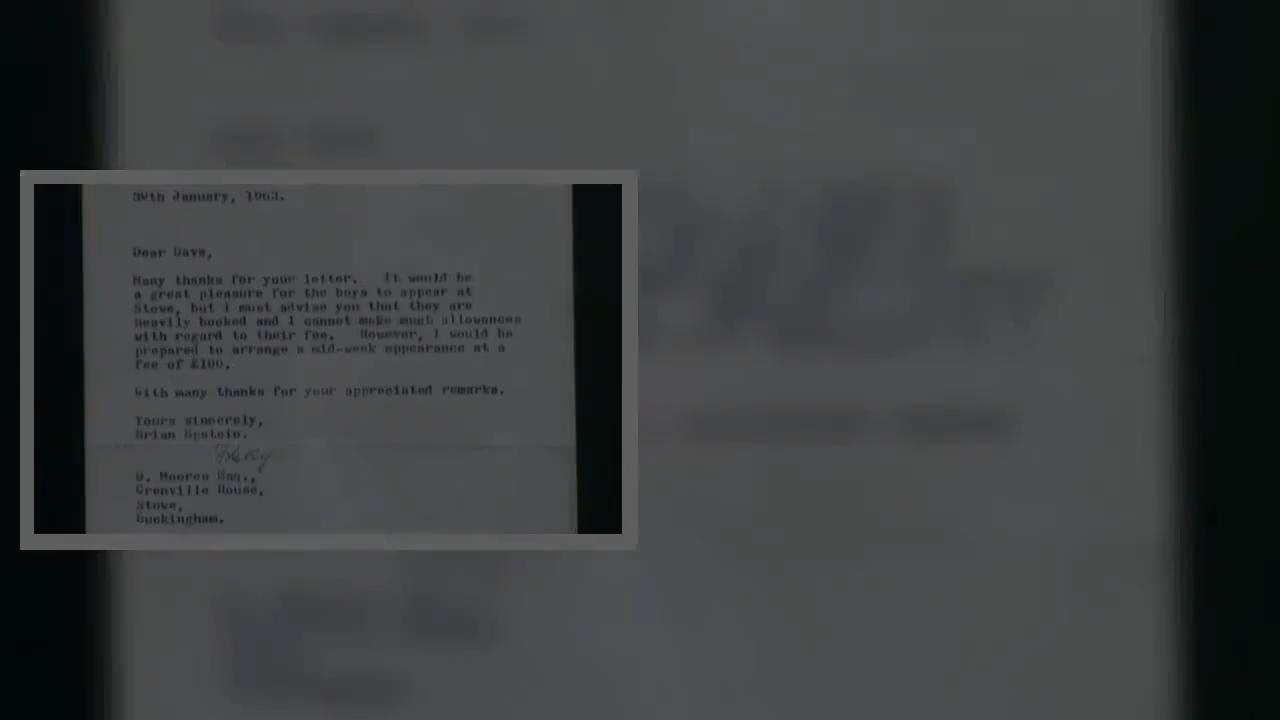 January, 1963.
Dear Dave,
Many thanks for your letter. It would be
a great pleasure for the boys to appear at
Stowe, but I must advise you that they are
heavily booked and I cannot make much allowances
with regard to their fee. However, I would be
prepared to arrange a mid-week appearance at a
fee of £100.
With many thanks for your appreciated remarks.
Yours sincerely,
Brian Epstein.
D. Moores Esq.,
Grenville House,
Stowe,
Buckingham.